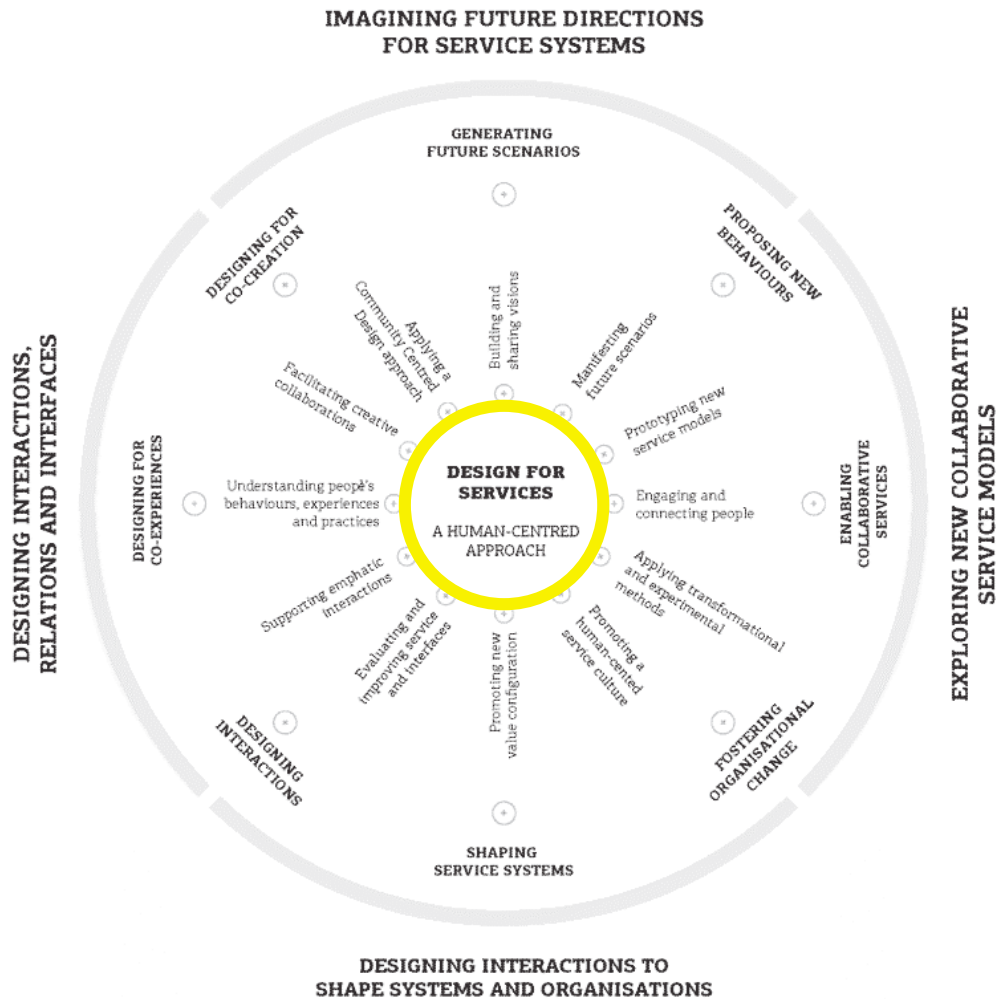 IMAGINING FUTURE DIRECTIONS
FOR SERVICE SYSTEMS
GENERATING
FUTURE SCENARIOS
DESIGNING FOR
CO-CREATION
PROPOSING NEW
BEHAVIOURS
Applying a
Community Centred
Design approach
Building and
sharing visions
Manifesting
future scenarios
Facilitating creative
collaborations
Prototyping new
service models
DESIGNING INTERACTIONS,
RELATIONS AND INTERFACES
DESIGNING FOR
CO-EXPERIENCES
Understanding people's
behaviours, experiences
and practices
DESIGN FOR
SERVICES
A HUMAN-CENTRED
APPROACH
Engaging and
connecting people
ENABLING
COLLABORATIVE
SERVICES
EXPLORING NEW COLLABORATIVE
SERVICE MODELS
Supporting emphatic
interactions
Applying transformational
and experimental
methods
Evaluating and
improving service
and interfaces
Promoting new
value configuration
Promoting a
human-cented
service culture
DESIGNING
INTERACTIONS
FOSTERING
ORGANISATIONAL
CHANGE
SHAPING
SERVICE SYSTEMS
DESIGNING INTERACTIONS TO
SHAPE SYSTEMS AND ORGANISATIONS